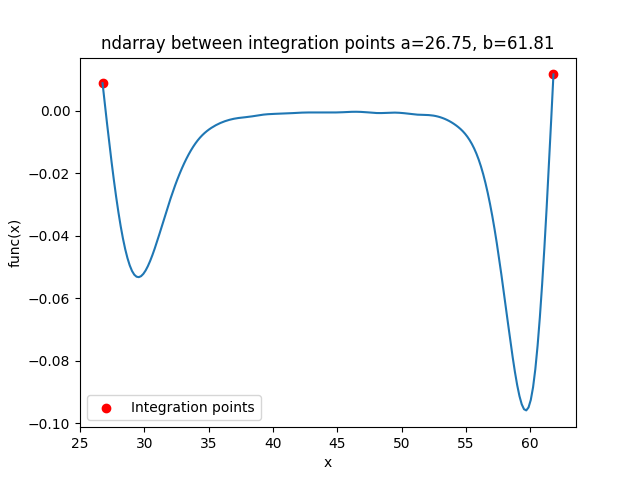 ndarray between integration points a=26.75, b=61.81
0.00
−0.02
−0.04
−0.06
−0.08
−0.10
func(x)
Integration points
25 30 35 40 45 50 55 60
x